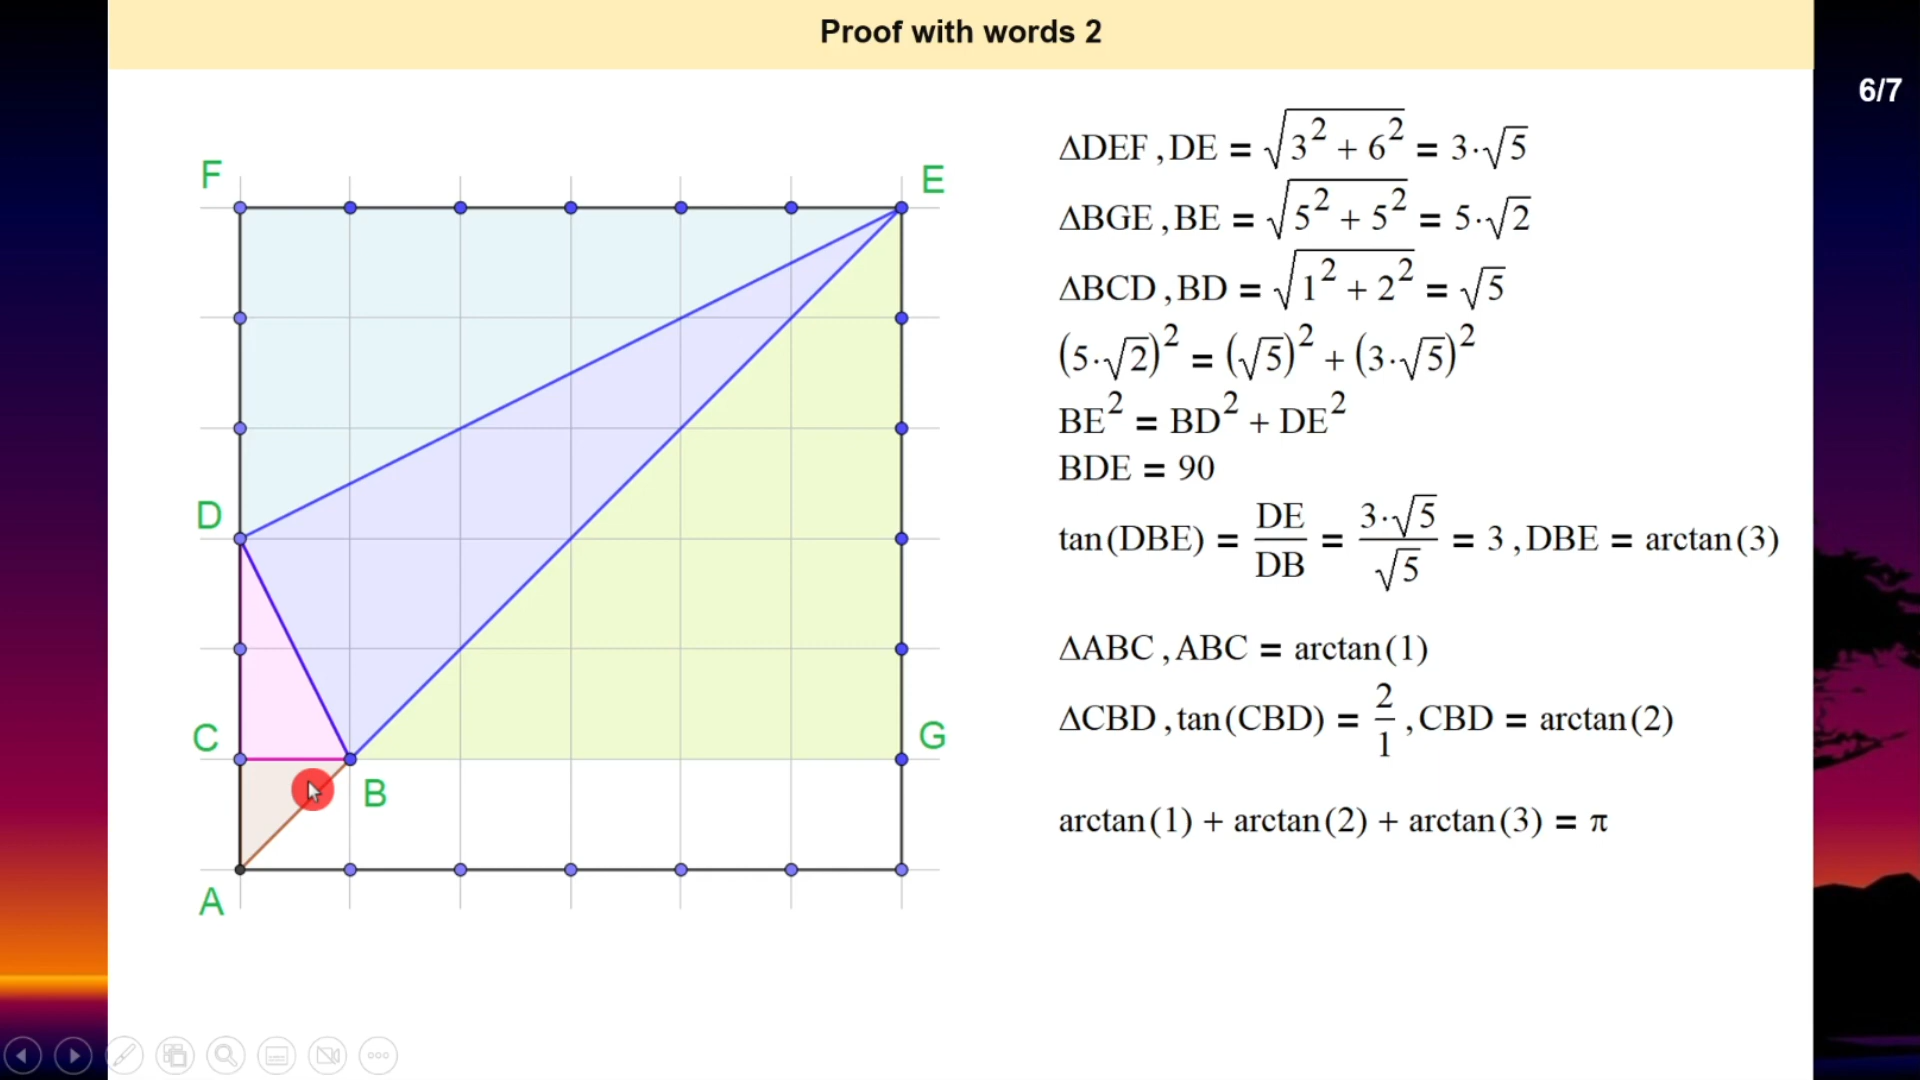 Proof with words 2
6/7
F
E
D
C
G
B
A
ΔDEF , DE = √(3² + 6²) = 3·√5
ΔBGE , BE = √(5² + 5²) = 5·√2
ΔBCD , BD = √(1² + 2²) = √5
(5·√2)² = (√5)² + (3·√5)²
BE² = BD² + DE²
BDE = 90
tan(DBE) = DE/DB = 3·√5/√5 = 3 , DBE = arctan(3)
ΔABC , ABC = arctan(1)
ΔCBD , tan(CBD) = 2/1 , CBD = arctan(2)
arctan(1) + arctan(2) + arctan(3) = π